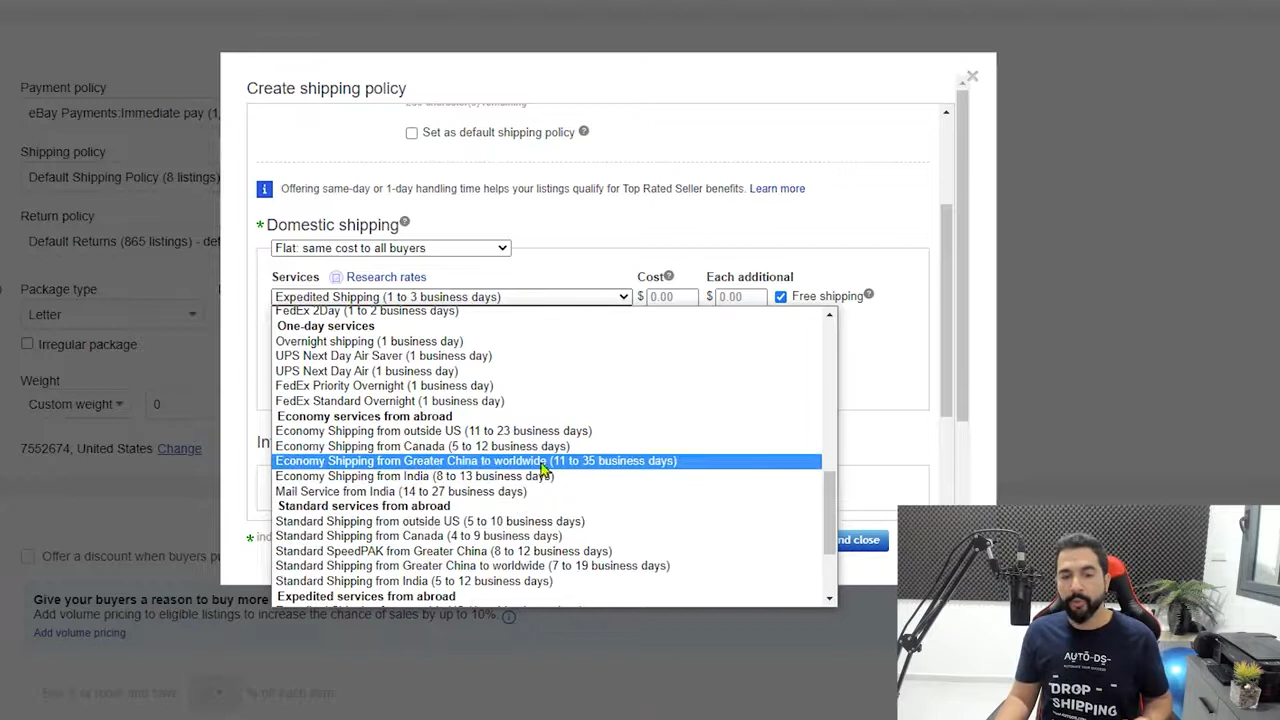 Create shipping policy
Payment policy
eBay Payments:Immediate pay (1,
Set as default shipping policy
Shipping policy
Default Shipping Policy (8 listings)
Offering same-day or 1-day handling time helps your listings qualify for Top Rated Seller benefits. Learn more
Return policy
Default Returns (865 listings) - def
* Domestic shipping
Flat: same cost to all buyers
Services Research rates Cost Each additional
Expedited Shipping (1 to 3 business days) $ 0.00 $ 0.00 Free shipping
Package type
Letter
Irregular package
Weight
Custom weight 0
7552674, United States Change
FedEx 2Day (1 to 2 business days)
One-day services
Overnight shipping (1 business day)
UPS Next Day Air Saver (1 business day)
UPS Next Day Air (1 business day)
FedEx Priority Overnight (1 business day)
FedEx Standard Overnight (1 business day)
Economy services from abroad
Economy Shipping from outside US (11 to 23 business days)
Economy Shipping from Canada (5 to 12 business days)
Economy Shipping from Greater China to worldwide (11 to 35 business days)
Economy Shipping from India (8 to 13 business days)
Mail Service from India (14 to 27 business days)
Standard services from abroad
Standard Shipping from outside US (5 to 10 business days)
Standard Shipping from Canada (4 to 9 business days)
Standard SpeedPAK from Greater China (8 to 12 business days)
Standard Shipping from Greater China to worldwide (7 to 19 business days)
Standard Shipping from India (5 to 12 business days)
Expedited services from abroad
In
* ind
nd close
Offer a discount when buyers pu
Give your buyers a reason to buy more
Add volume pricing to eligible listings to increase the chance of sales by up to 10%.
Add volume pricing
AUTO-DS
AUTOMATE YOUR SUCCESS
DROP
SHIPPING